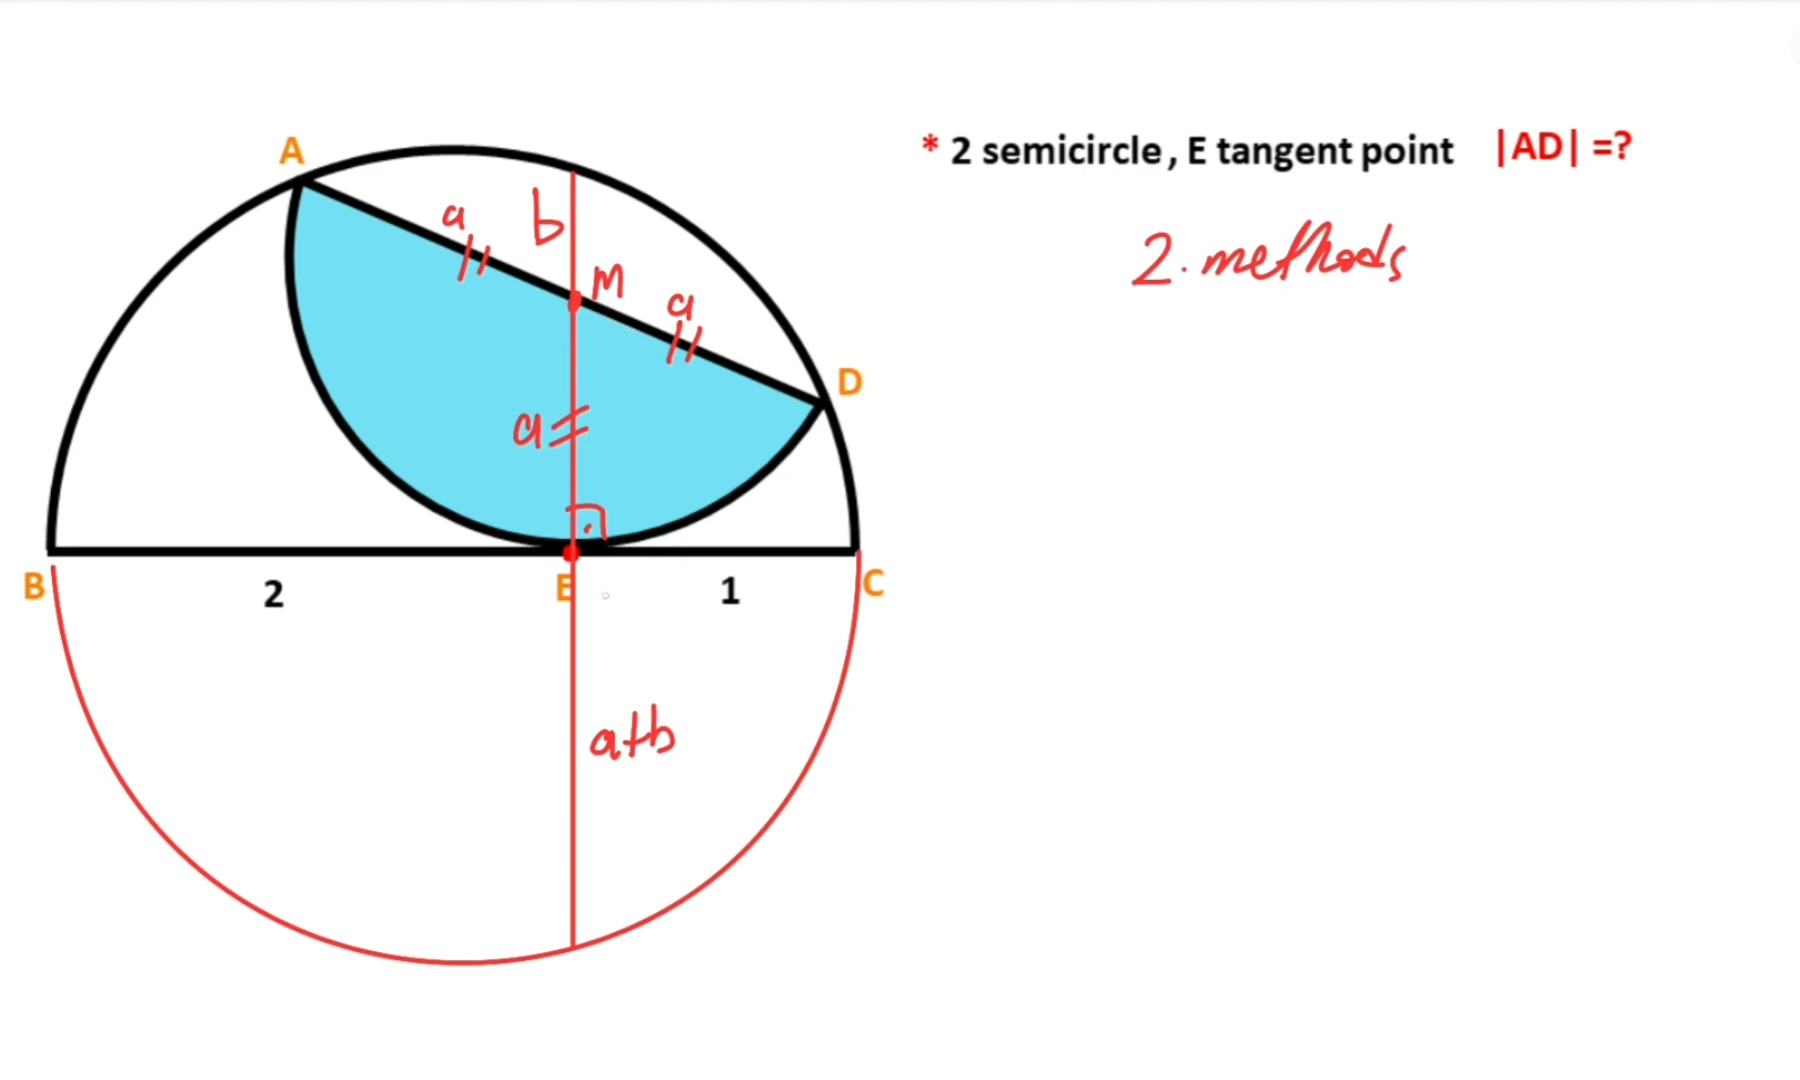 * 2 semicircle, E tangent point |AD| =?
2. methods
A
b
a
M
a
D
a
B
2
E
1
C
a+b